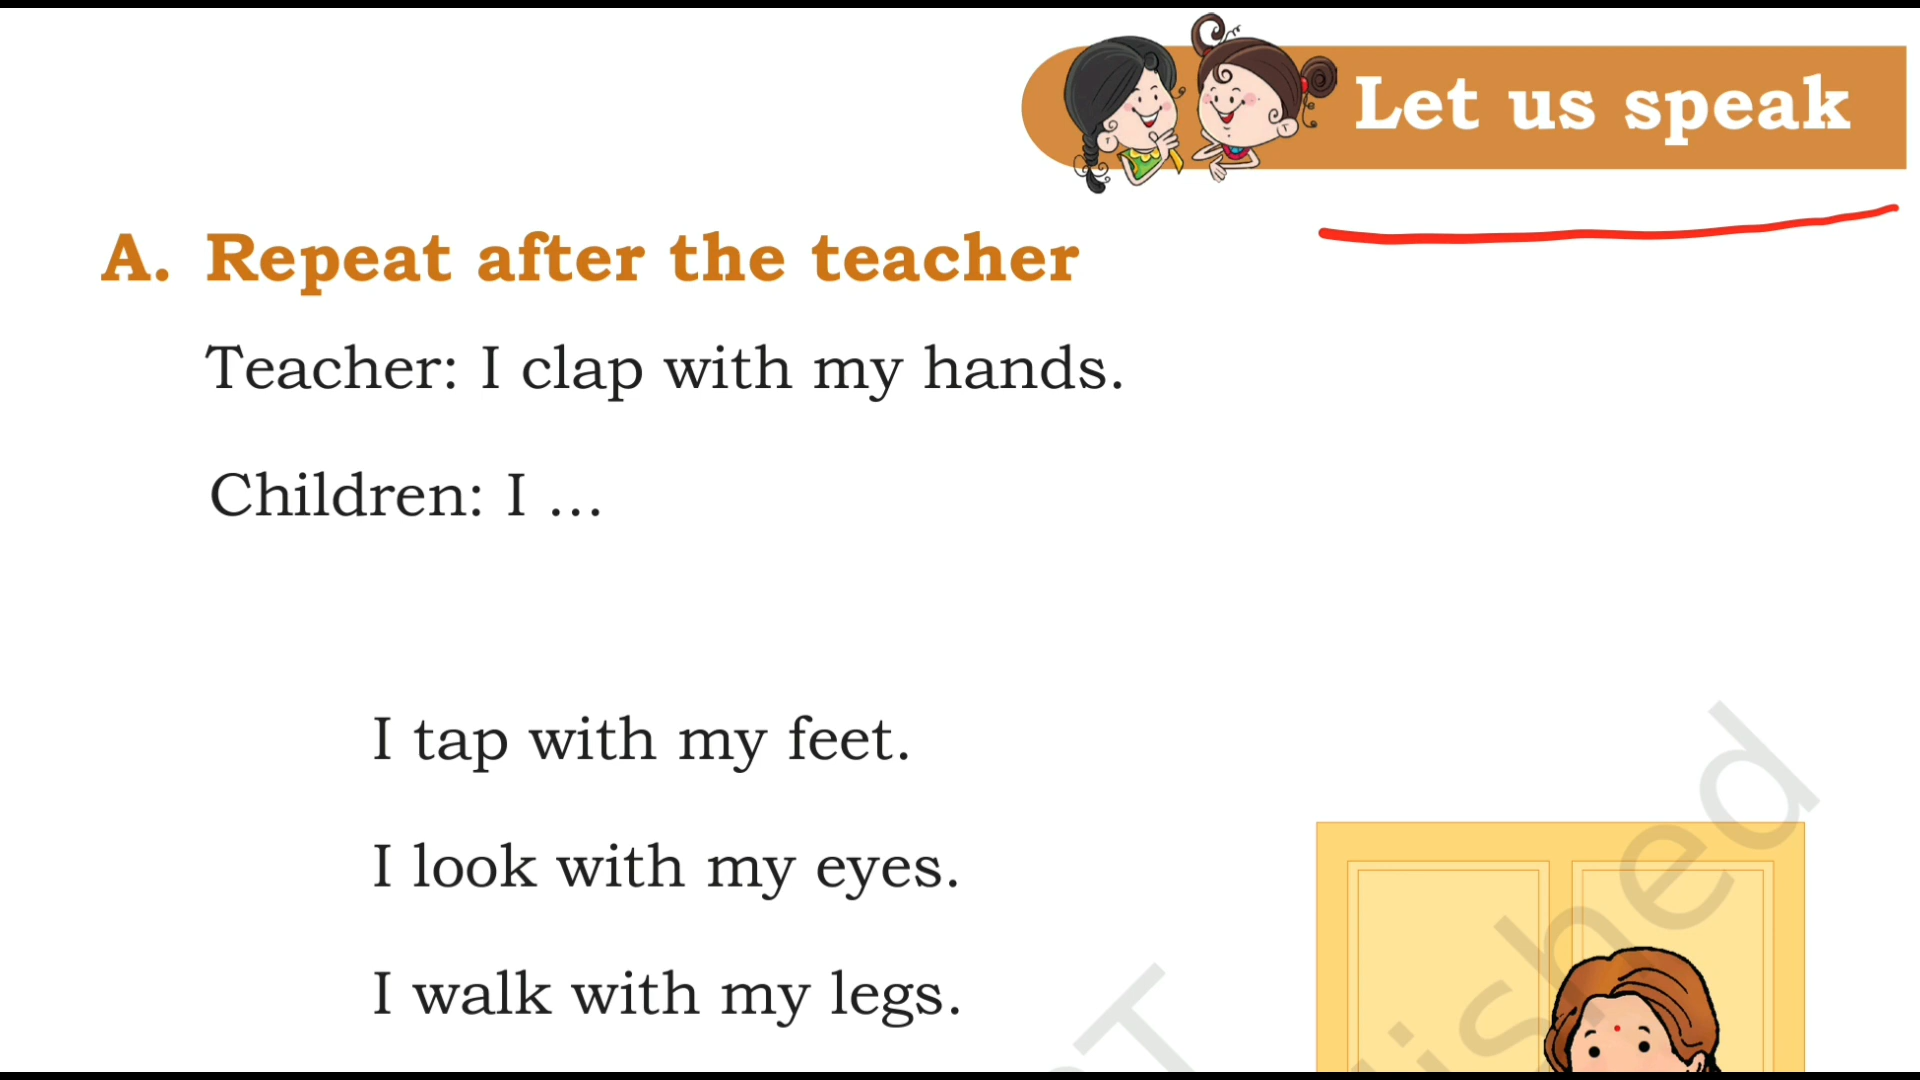 Let us speak
A. Repeat after the teacher
Teacher: I clap with my hands.
Children: I ...
I tap with my feet.
I look with my eyes.
I walk with my legs.